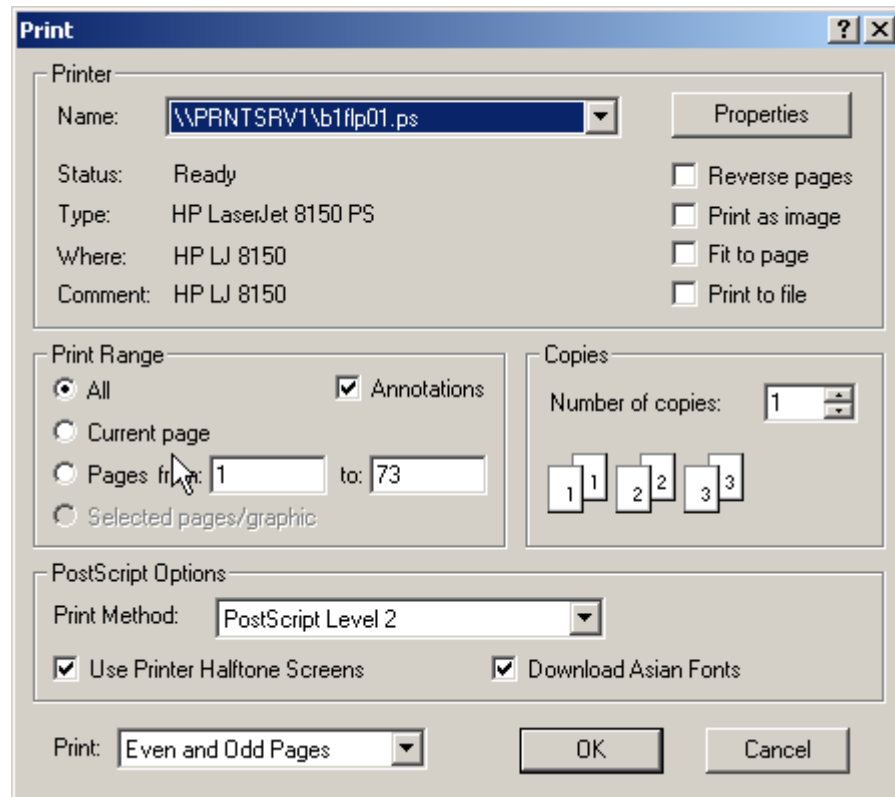 Print
Printer
Name: \\PRNTSRV1\b1flp01.ps Properties
Status: Ready Reverse pages
Type: HP LaserJet 8150 PS Print as image
Where: HP LJ 8150 Fit to page
Comment: HP LJ 8150 Print to file
Print Range
All Annotations
Current page
Pages from: 1 to: 73
Selected pages/graphic
Copies
Number of copies: 1
1 1 2 2 3 3
PostScript Options
Print Method: PostScript Level 2
Use Printer Halftone Screens Download Asian Fonts
Print: Even and Odd Pages OK Cancel